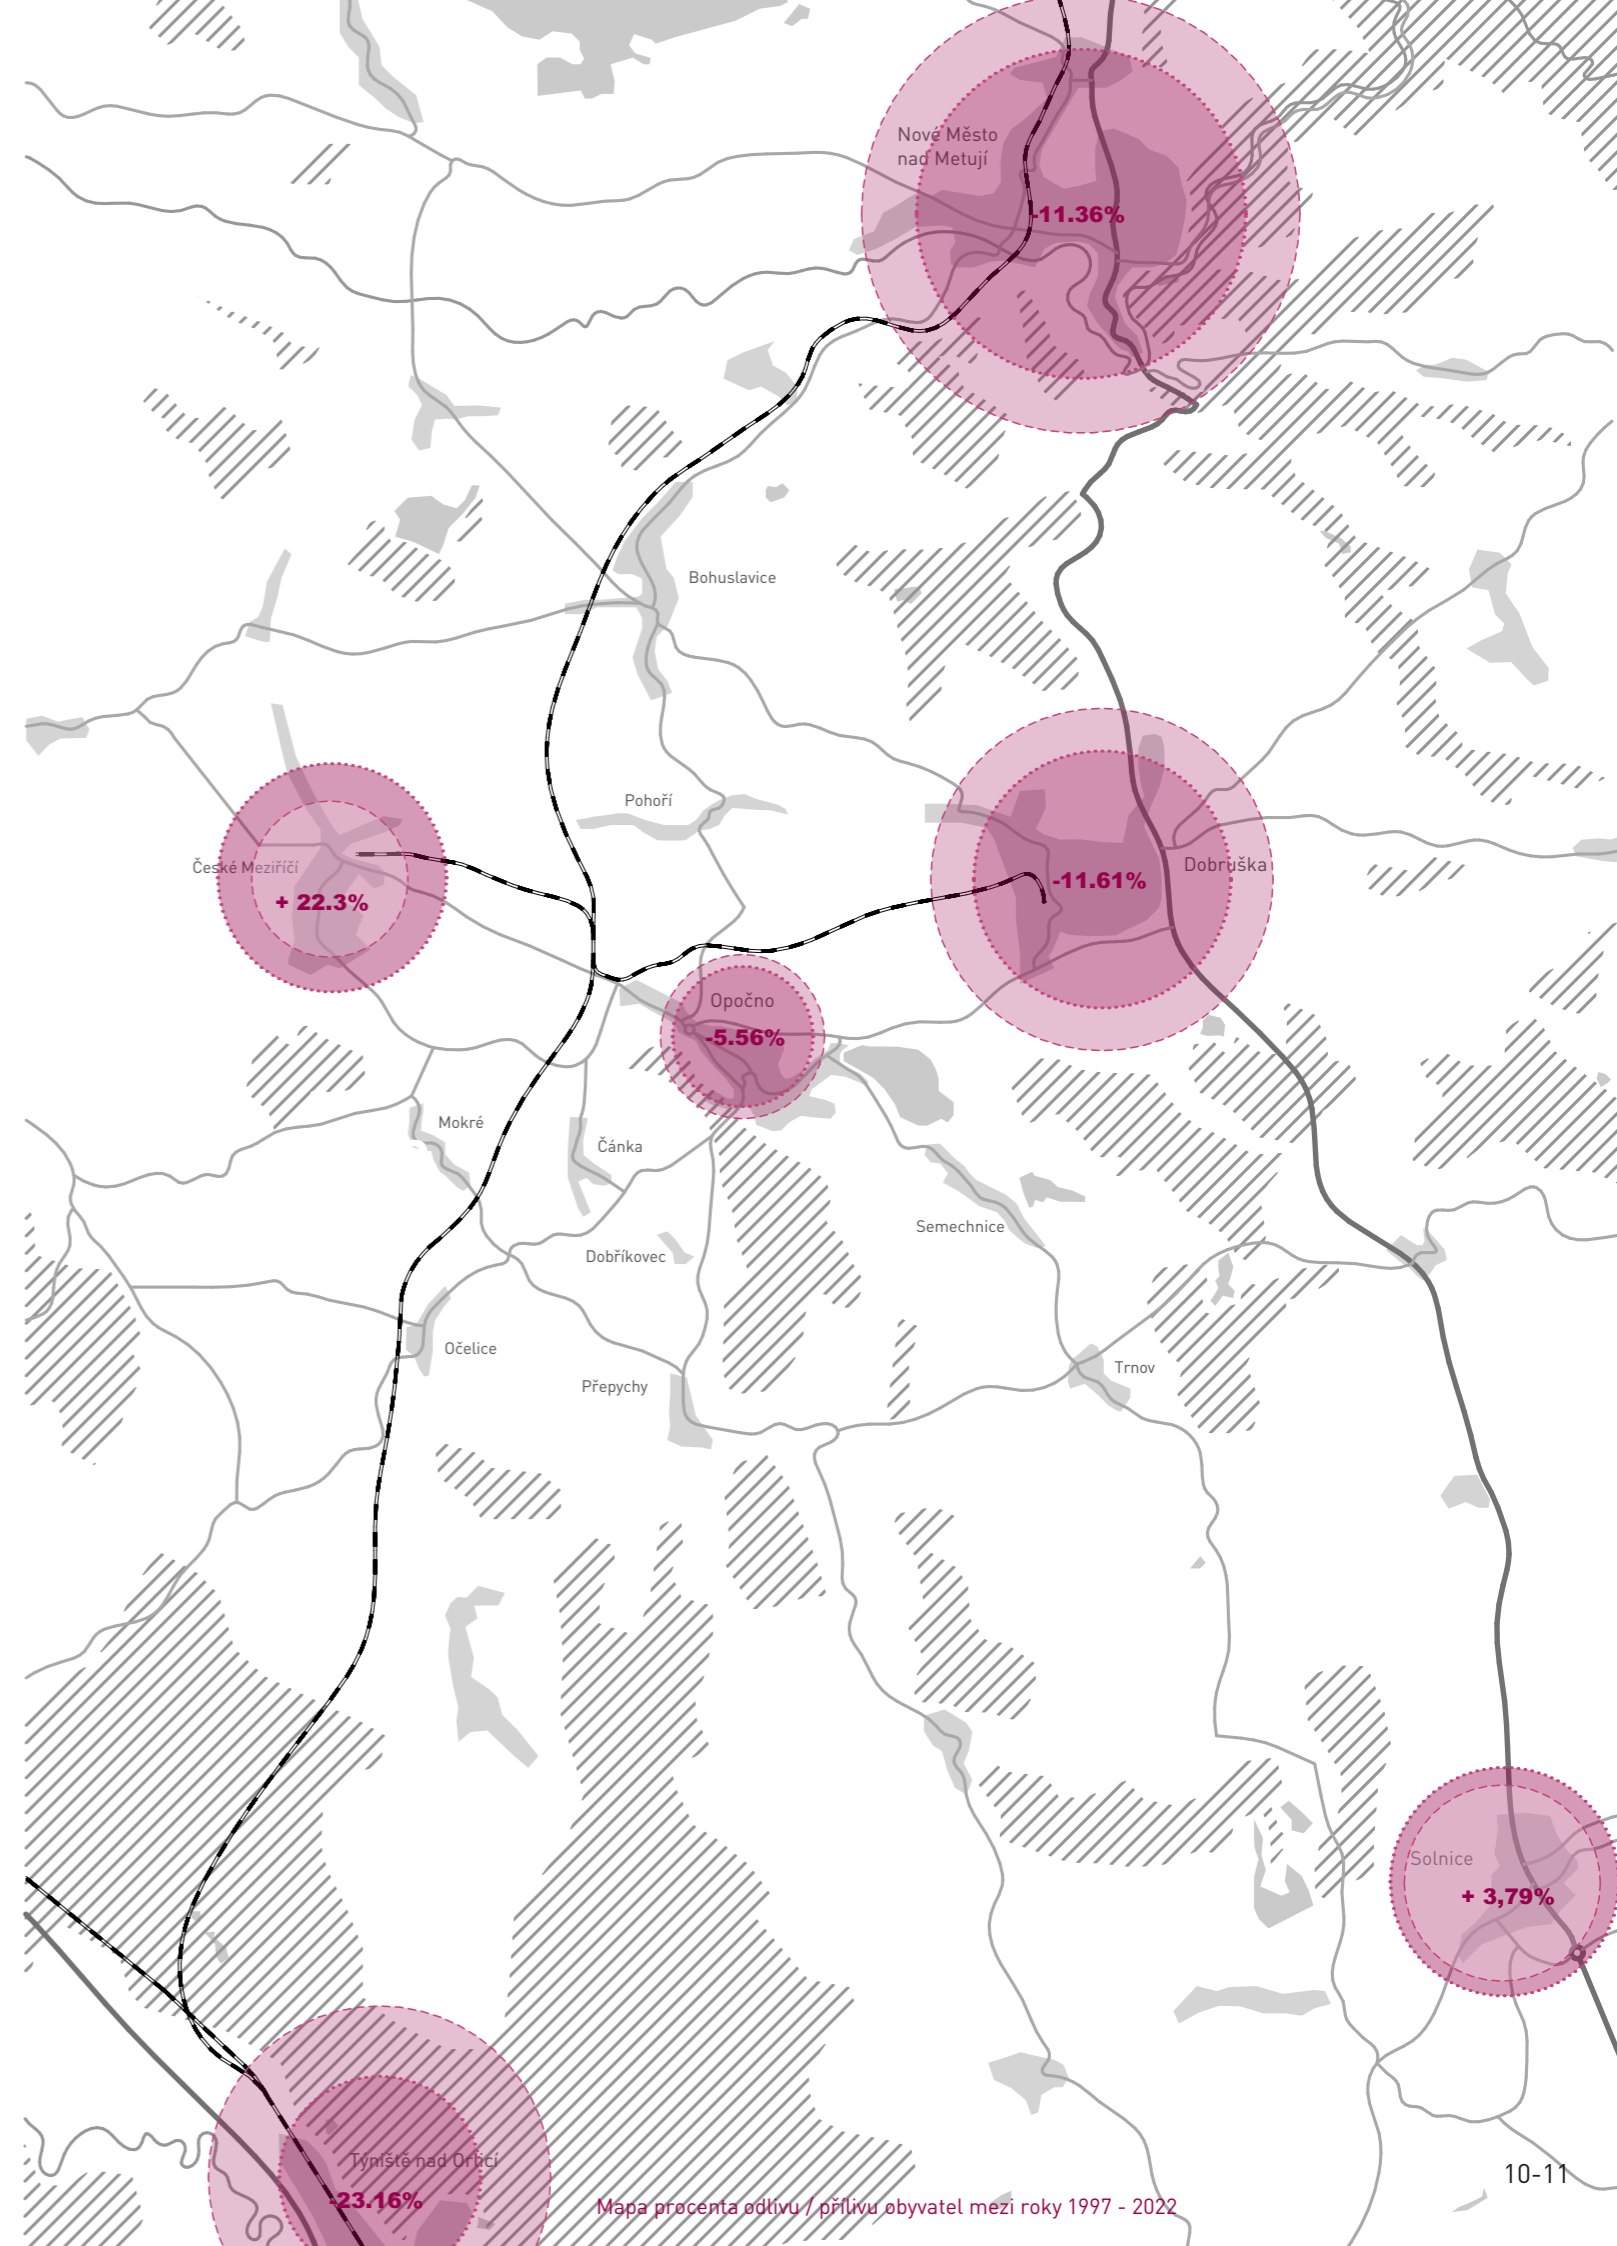 Nové Město
nad Metují
-11.36%
Bohuslavice
Pohoří
České Meziříčí
+ 22.3%
Dobruška
-11.61%
Opočno
-5.56%
Mokré
Čánka
Semechnice
Dobříkovec
Očelice
Trnov
Přepychy
Solnice
+ 3,79%
Týniště nad Orlicí
-23.16%
10-11
Mapa procenta odlivu / přílivu obyvatel mezi roky 1997 - 2022